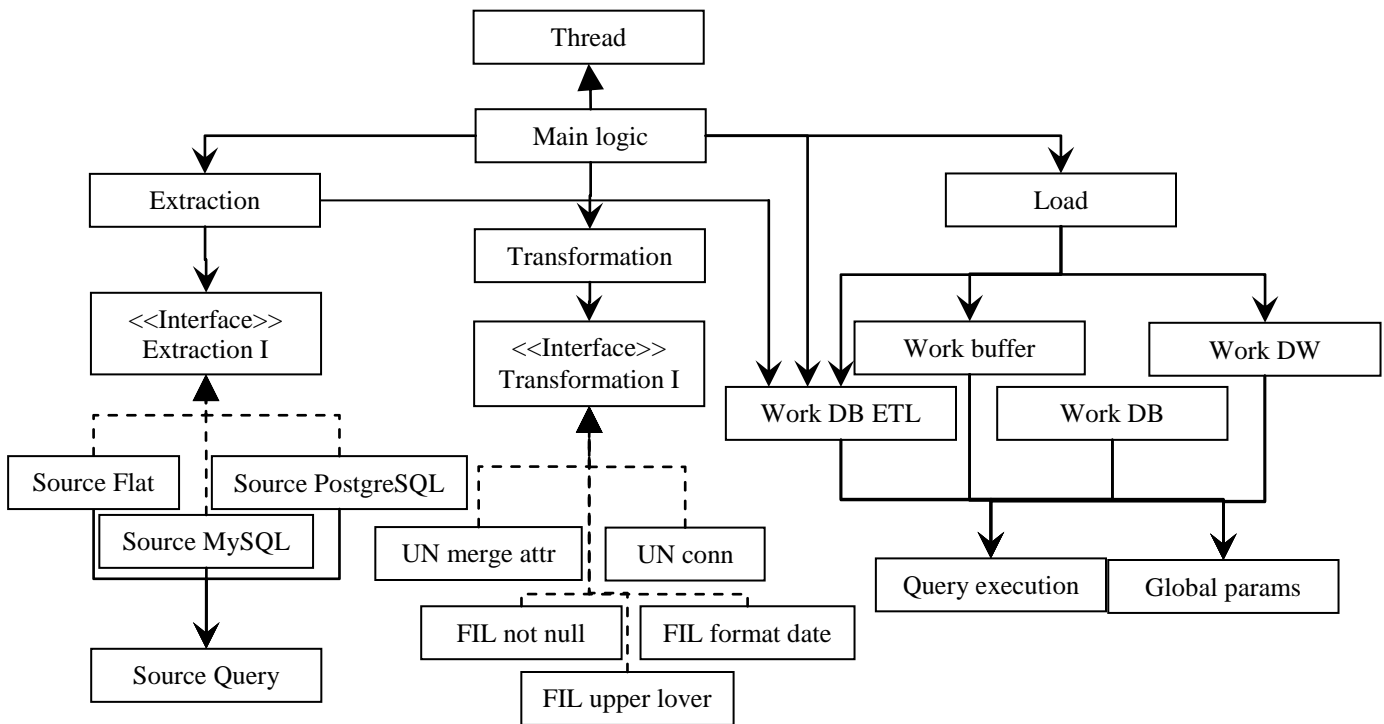 Thread
Main logic
Extraction
Load
Transformation
<<Interface>>
Extraction I
<<Interface>>
Transformation I
Work buffer
Work DW
Work DB ETL
Work DB
Source Flat
Source PostgreSQL
Source MySQL
UN merge attr
UN conn
Query execution
Global params
FIL not null
FIL format date
Source Query
FIL upper lover